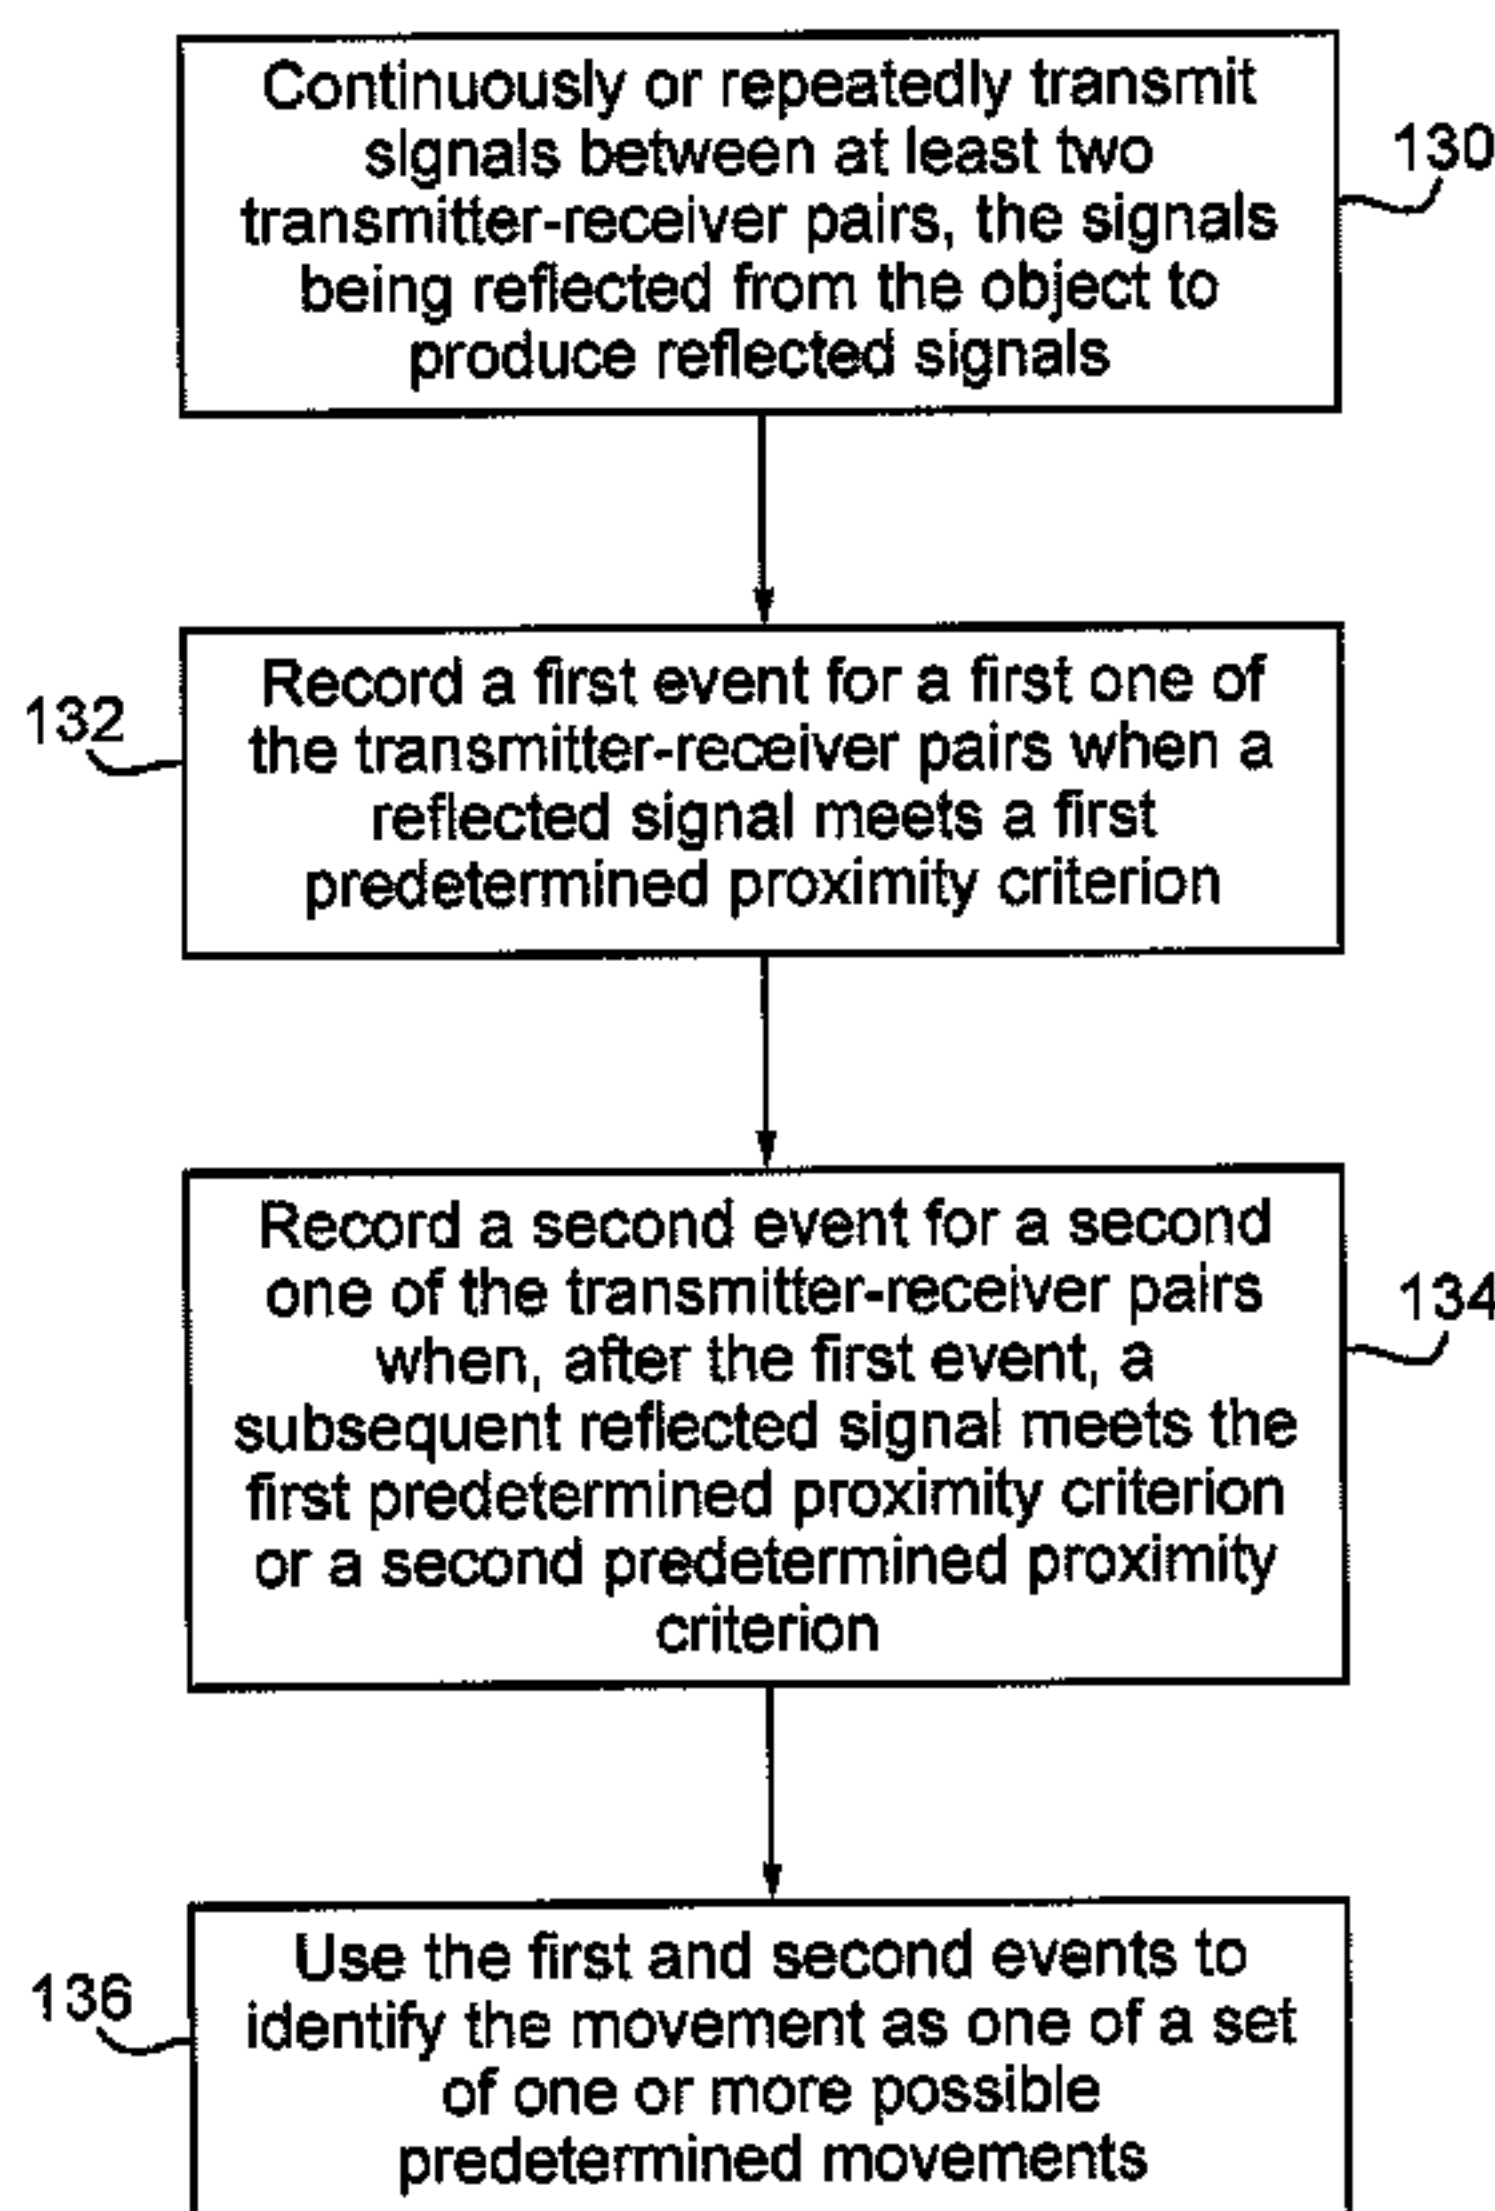 Continuously or repeatedly transmit
signals between at least two
transmitter-receiver pairs, the signals
being reflected from the object to
produce reflected signals
130
Record a first event for a first one of
the transmitter-receiver pairs when a
reflected signal meets a first
predetermined proximity criterion
132
Record a second event for a second
one of the transmitter-receiver pairs
when, after the first event, a
subsequent reflected signal meets the
first predetermined proximity criterion
or a second predetermined proximity
criterion
134
Use the first and second events to
identify the movement as one of a set
of one or more possible
predetermined movements
136